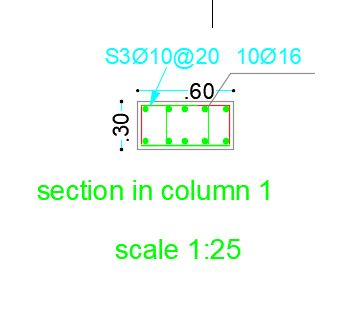 S3Ø10@20 10Ø16
.60
.30
section in column 1
scale 1:25